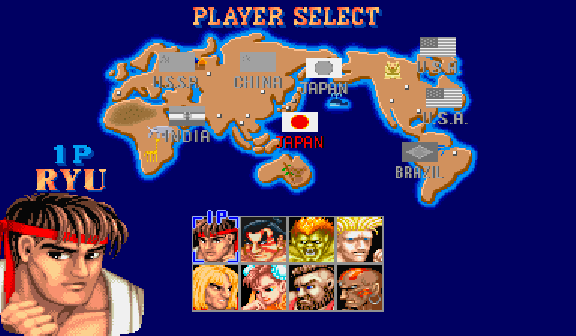 PLAYER SELECT
U.S.S.R.
CHINA
JAPAN
U.S.A.
INDIA
JAPAN
U.S.A.
BRAZIL
1P
RYU
1P